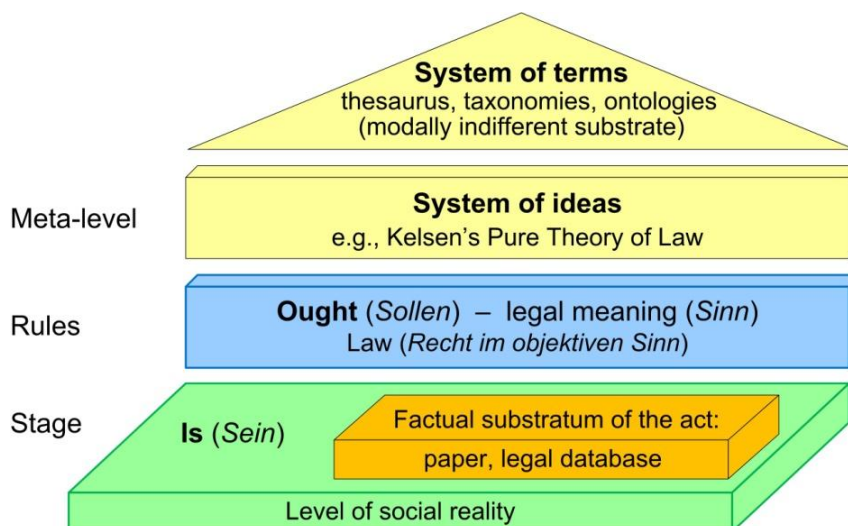 System of terms
thesaurus, taxonomies, ontologies
(modally indifferent substrate)
Meta-level
System of ideas
e.g., Kelsen’s Pure Theory of Law
Rules
Ought (Sollen) – legal meaning (Sinn)
Law (Recht im objektiven Sinn)
Stage
Is (Sein)
Factual substratum of the act:
paper, legal database
Level of social reality